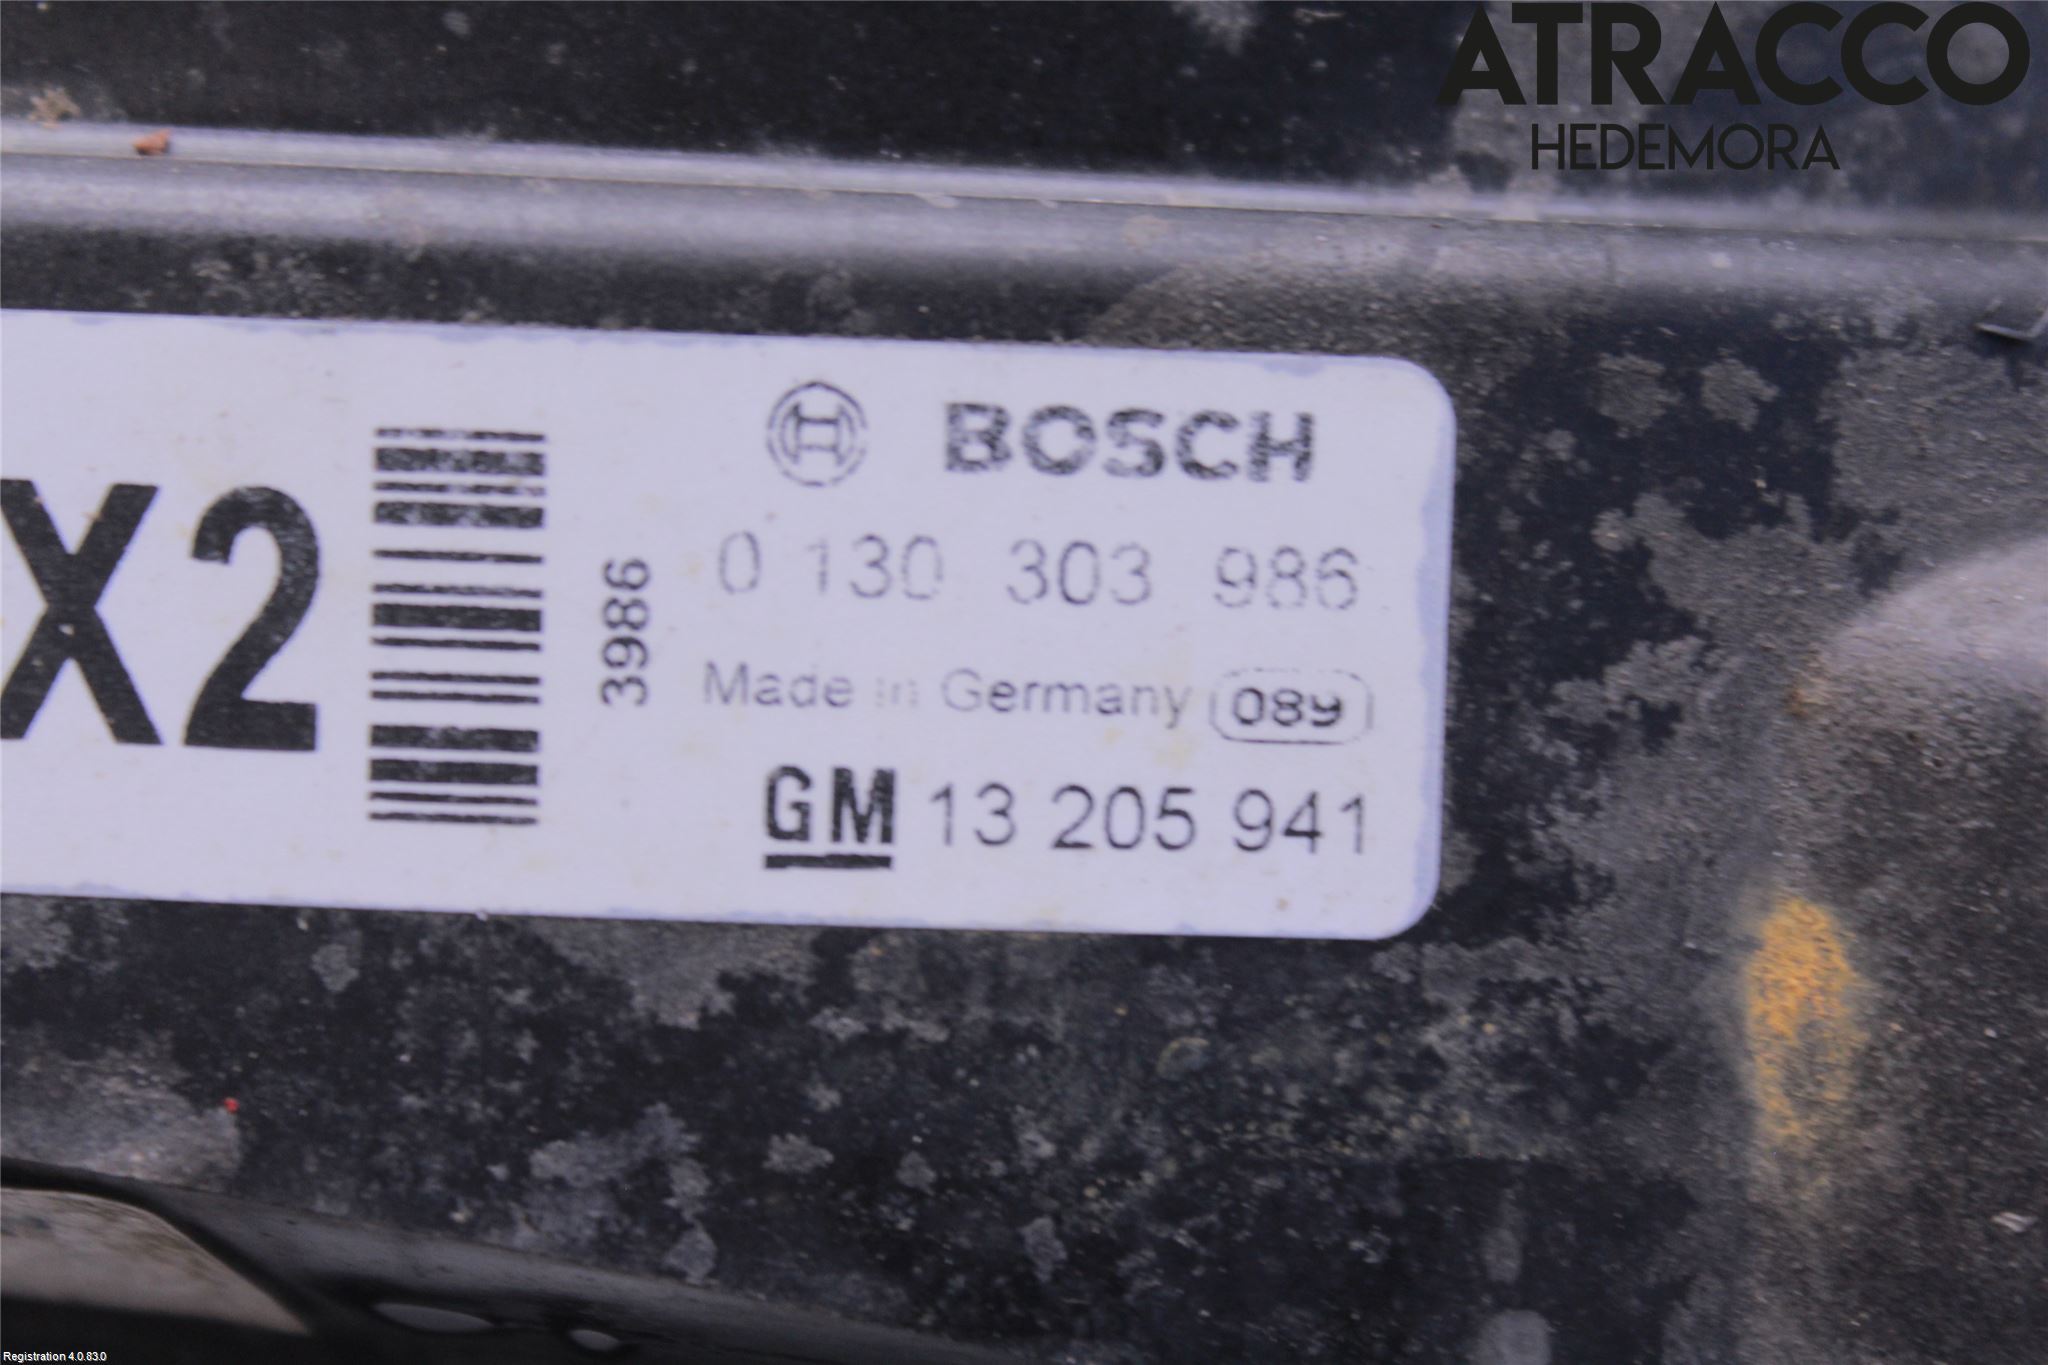 ATRACCO
HEDEMORA
X2
3986
BOSCH
0 130 303 986
Made in Germany 089
GM 13 205 941
Registration 4.0.83.0